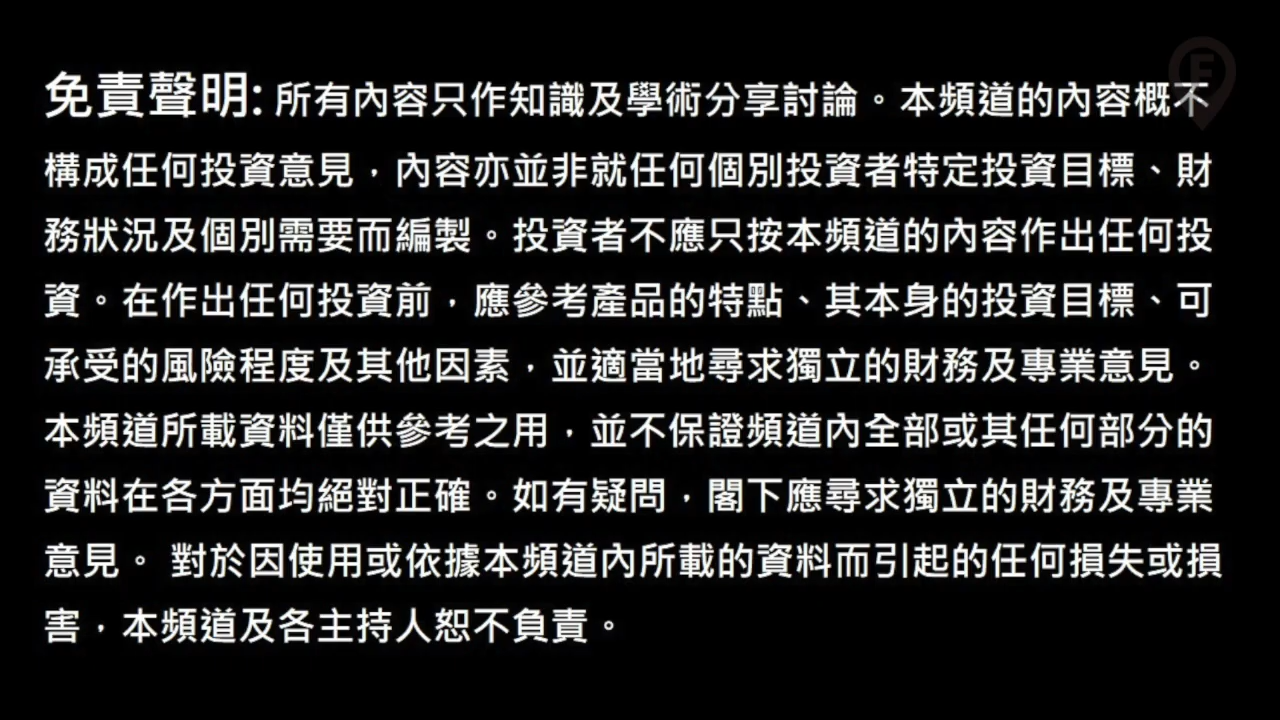 免責聲明: 所有內容只作知識及學術分享討論。本頻道的內容概不
構成任何投資意見，內容亦並非就任何個別投資者特定投資目標、財
務狀況及個別需要而編製。投資者不應只按本頻道的內容作出任何投
資。在作出任何投資前，應參考產品的特點、其本身的投資目標、可
承受的風險程度及其他因素，並適當地尋求獨立的財務及專業意見。
本頻道所載資料僅供參考之用，並不保證頻道內全部或其任何部分的
資料在各方面均絕對正確。如有疑問，閣下應尋求獨立的財務及專業
意見。 對於因使用或依據本頻道內所載的資料而引起的任何損失或損
害，本頻道及各主持人恕不負責。